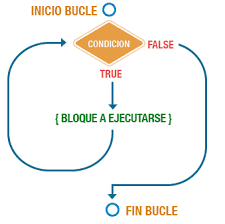 INICIO BUCLE
CONDICION
FALSE
TRUE
{ BLOQUE A EJECUTARSE }
FIN BUCLE